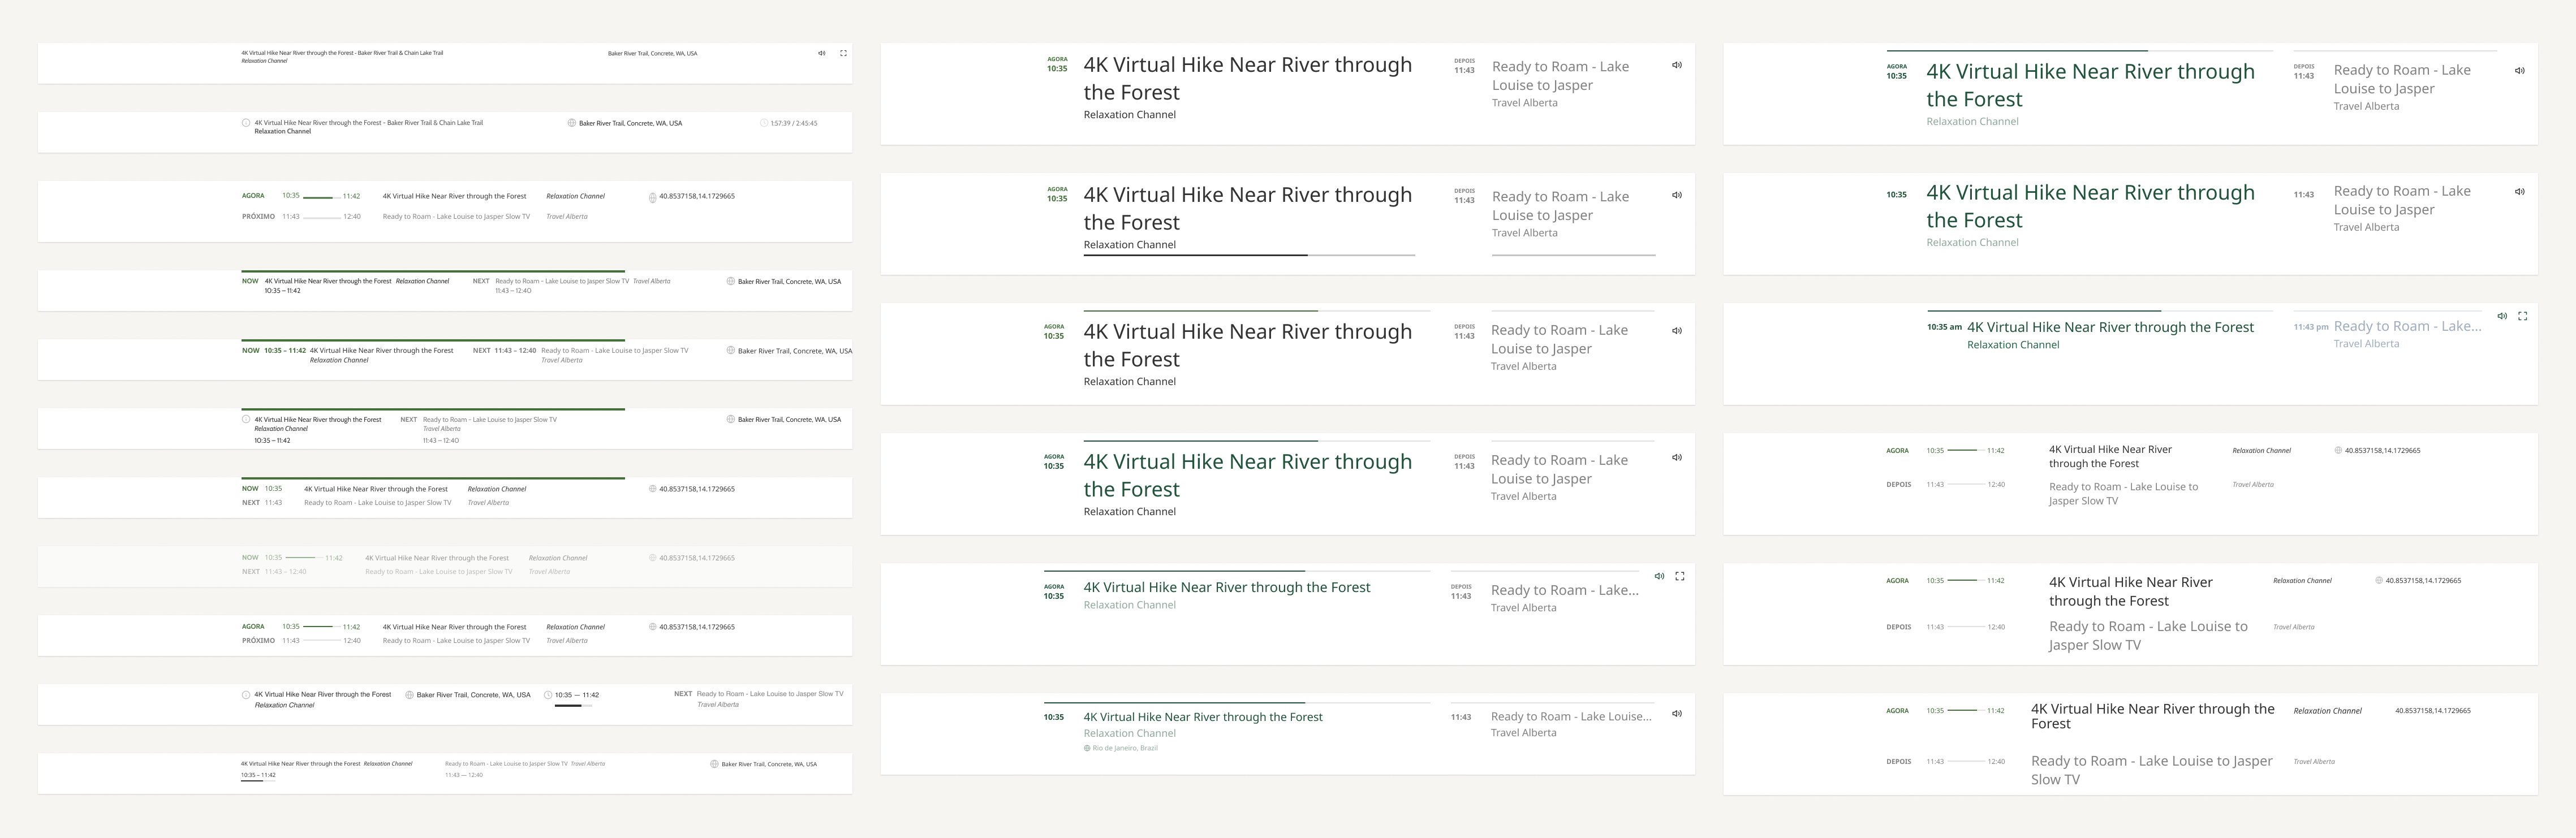 4K Virtual Hike Near River through the Forest - Baker River Trail & Chain Lake Trail
Relaxation Channel
Baker River Trail, Concrete, WA, USA
4K Virtual Hike Near River through the Forest - Baker River Trail & Chain Lake Trail
Relaxation Channel
Baker River Trail, Concrete, WA, USA
1:57:39 / 2:45:45
AGORA 10:35 11:42 4K Virtual Hike Near River through the Forest Relaxation Channel 40.8537158,14.1729665
PRÓXIMO 11:43 12:40 Ready to Roam - Lake Louise to Jasper Slow TV Travel Alberta
NOW 4K Virtual Hike Near River through the Forest Relaxation Channel
10:35 – 11:42
NEXT Ready to Roam - Lake Louise to Jasper Slow TV Travel Alberta
11:43 – 12:40
Baker River Trail, Concrete, WA, USA
NOW 10:35 – 11:42 4K Virtual Hike Near River through the Forest
Relaxation Channel
NEXT 11:43 – 12:40 Ready to Roam - Lake Louise to Jasper Slow TV
Travel Alberta
Baker River Trail, Concrete, WA, USA
4K Virtual Hike Near River through the Forest
Relaxation Channel
10:35 – 11:42
NEXT Ready to Roam - Lake Louise to Jasper Slow TV
Travel Alberta
11:43 – 12:40
Baker River Trail, Concrete, WA, USA
NOW 10:35 4K Virtual Hike Near River through the Forest Relaxation Channel 40.8537158,14.1729665
NEXT 11:43 Ready to Roam - Lake Louise to Jasper Slow TV Travel Alberta
NOW 10:35 11:42 4K Virtual Hike Near River through the Forest Relaxation Channel 40.8537158,14.1729665
NEXT 11:43 – 12:40 Ready to Roam - Lake Louise to Jasper Slow TV Travel Alberta
AGORA 10:35 11:42 4K Virtual Hike Near River through the Forest Relaxation Channel 40.8537158,14.1729665
PRÓXIMO 11:43 12:40 Ready to Roam - Lake Louise to Jasper Slow TV Travel Alberta
4K Virtual Hike Near River through the Forest
Relaxation Channel
Baker River Trail, Concrete, WA, USA
10:35 — 11:42
NEXT Ready to Roam - Lake Louise to Jasper Slow TV
Travel Alberta
4K Virtual Hike Near River through the Forest Relaxation Channel
10:35 – 11:42
Ready to Roam - Lake Louise to Jasper Slow TV Travel Alberta
11:43 — 12:40
Baker River Trail, Concrete, WA, USA
AGORA
10:35
4K Virtual Hike Near River through
the Forest
Relaxation Channel
DEPOIS
11:43
Ready to Roam - Lake
Louise to Jasper
Travel Alberta
AGORA
10:35
4K Virtual Hike Near River through
the Forest
Relaxation Channel
DEPOIS
11:43
Ready to Roam - Lake
Louise to Jasper
Travel Alberta
AGORA
10:35
4K Virtual Hike Near River through
the Forest
Relaxation Channel
DEPOIS
11:43
Ready to Roam - Lake
Louise to Jasper
Travel Alberta
AGORA
10:35
4K Virtual Hike Near River through
the Forest
Relaxation Channel
DEPOIS
11:43
Ready to Roam - Lake
Louise to Jasper
Travel Alberta
AGORA
10:35
4K Virtual Hike Near River through the Forest
Relaxation Channel
DEPOIS
11:43
Ready to Roam - Lake...
Travel Alberta
10:35
4K Virtual Hike Near River through the Forest
Relaxation Channel
Rio de Janeiro, Brazil
11:43
Ready to Roam - Lake Louise...
Travel Alberta
AGORA
10:35
4K Virtual Hike Near River through
the Forest
Relaxation Channel
DEPOIS
11:43
Ready to Roam - Lake
Louise to Jasper
Travel Alberta
10:35
4K Virtual Hike Near River through
the Forest
Relaxation Channel
11:43
Ready to Roam - Lake
Louise to Jasper
Travel Alberta
10:35 am 4K Virtual Hike Near River through the Forest
Relaxation Channel
11:43 pm Ready to Roam - Lake...
Travel Alberta
AGORA 10:35 11:42
4K Virtual Hike Near River
through the Forest
Relaxation Channel
40.8537158,14.1729665
DEPOIS 11:43 12:40
Ready to Roam - Lake Louise to
Jasper Slow TV
Travel Alberta
AGORA 10:35 11:42
4K Virtual Hike Near River
through the Forest
Relaxation Channel
40.8537158,14.1729665
DEPOIS 11:43 12:40
Ready to Roam - Lake Louise to
Jasper Slow TV
Travel Alberta
AGORA 10:35 11:42
4K Virtual Hike Near River through the
Forest
Relaxation Channel
40.8537158,14.1729665
DEPOIS 11:43 12:40
Ready to Roam - Lake Louise to Jasper
Slow TV
Travel Alberta